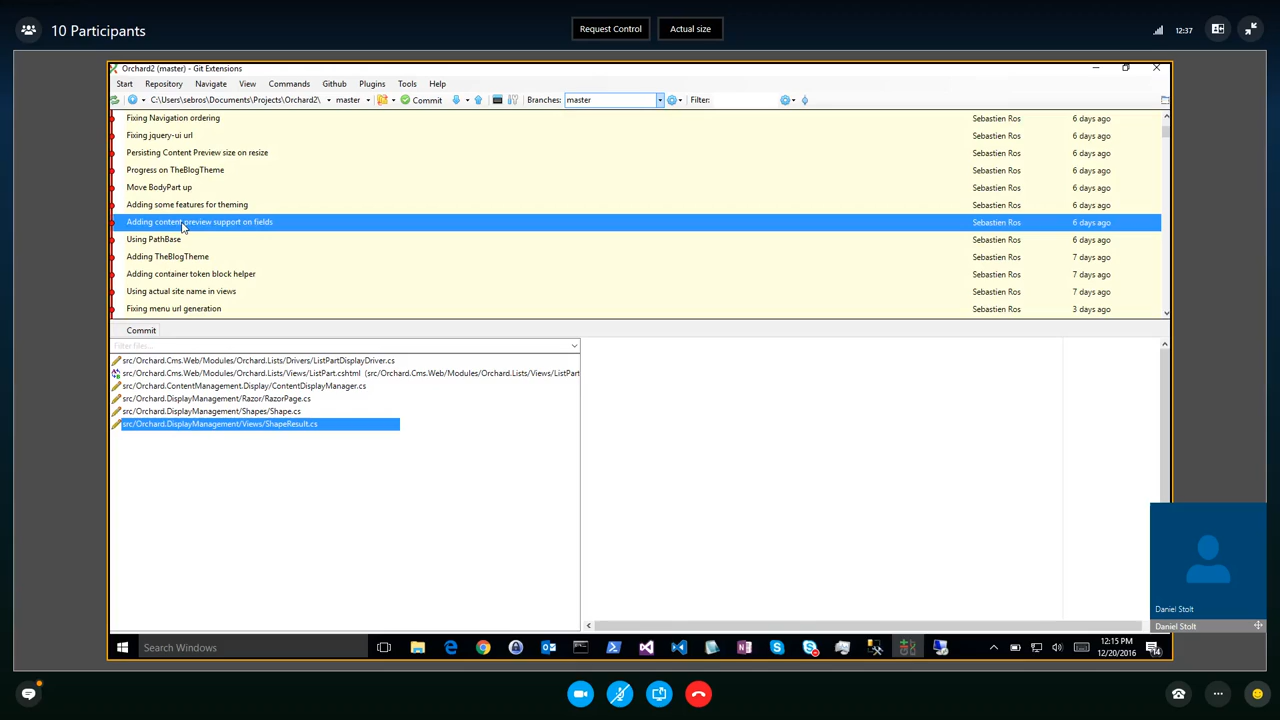 10 Participants
Request Control
Actual size
12:37
Orchard2 (master) - Git Extensions
Start Repository Navigate View Commands Github Plugins Tools Help
C:\Users\sebros\Documents\Projects\Orchard2\ master Commit Branches: master Filter:
Fixing Navigation ordering Sebastien Ros 6 days ago
Fixing jquery-ui url Sebastien Ros 6 days ago
Persisting Content Preview size on resize Sebastien Ros 6 days ago
Progress on TheBlogTheme Sebastien Ros 6 days ago
Move BodyPart up Sebastien Ros 6 days ago
Adding some features for theming Sebastien Ros 6 days ago
Adding content preview support on fields Sebastien Ros 6 days ago
Using PathBase Sebastien Ros 6 days ago
Adding TheBlogTheme Sebastien Ros 7 days ago
Adding container token block helper Sebastien Ros 7 days ago
Using actual site name in views Sebastien Ros 7 days ago
Fixing menu url generation Sebastien Ros 3 days ago
Commit
Filter files...
src/Orchard.Cms.Web/Modules/Orchard.Lists/Drivers/ListPartDisplayDriver.cs
src/Orchard.Cms.Web/Modules/Orchard.Lists/Views/ListPart.cshtml (src/Orchard.Cms.Web/Modules/Orchard.Lists/Views/ListPart
src/Orchard.ContentManagement.Display/ContentDisplayManager.cs
src/Orchard.DisplayManagement/Razor/RazorPage.cs
src/Orchard.DisplayManagement/Shapes/Shape.cs
src/Orchard.DisplayManagement/Views/ShapeResult.cs
Daniel Stolt
Daniel Stolt
Search Windows
12:15 PM
12/20/2016